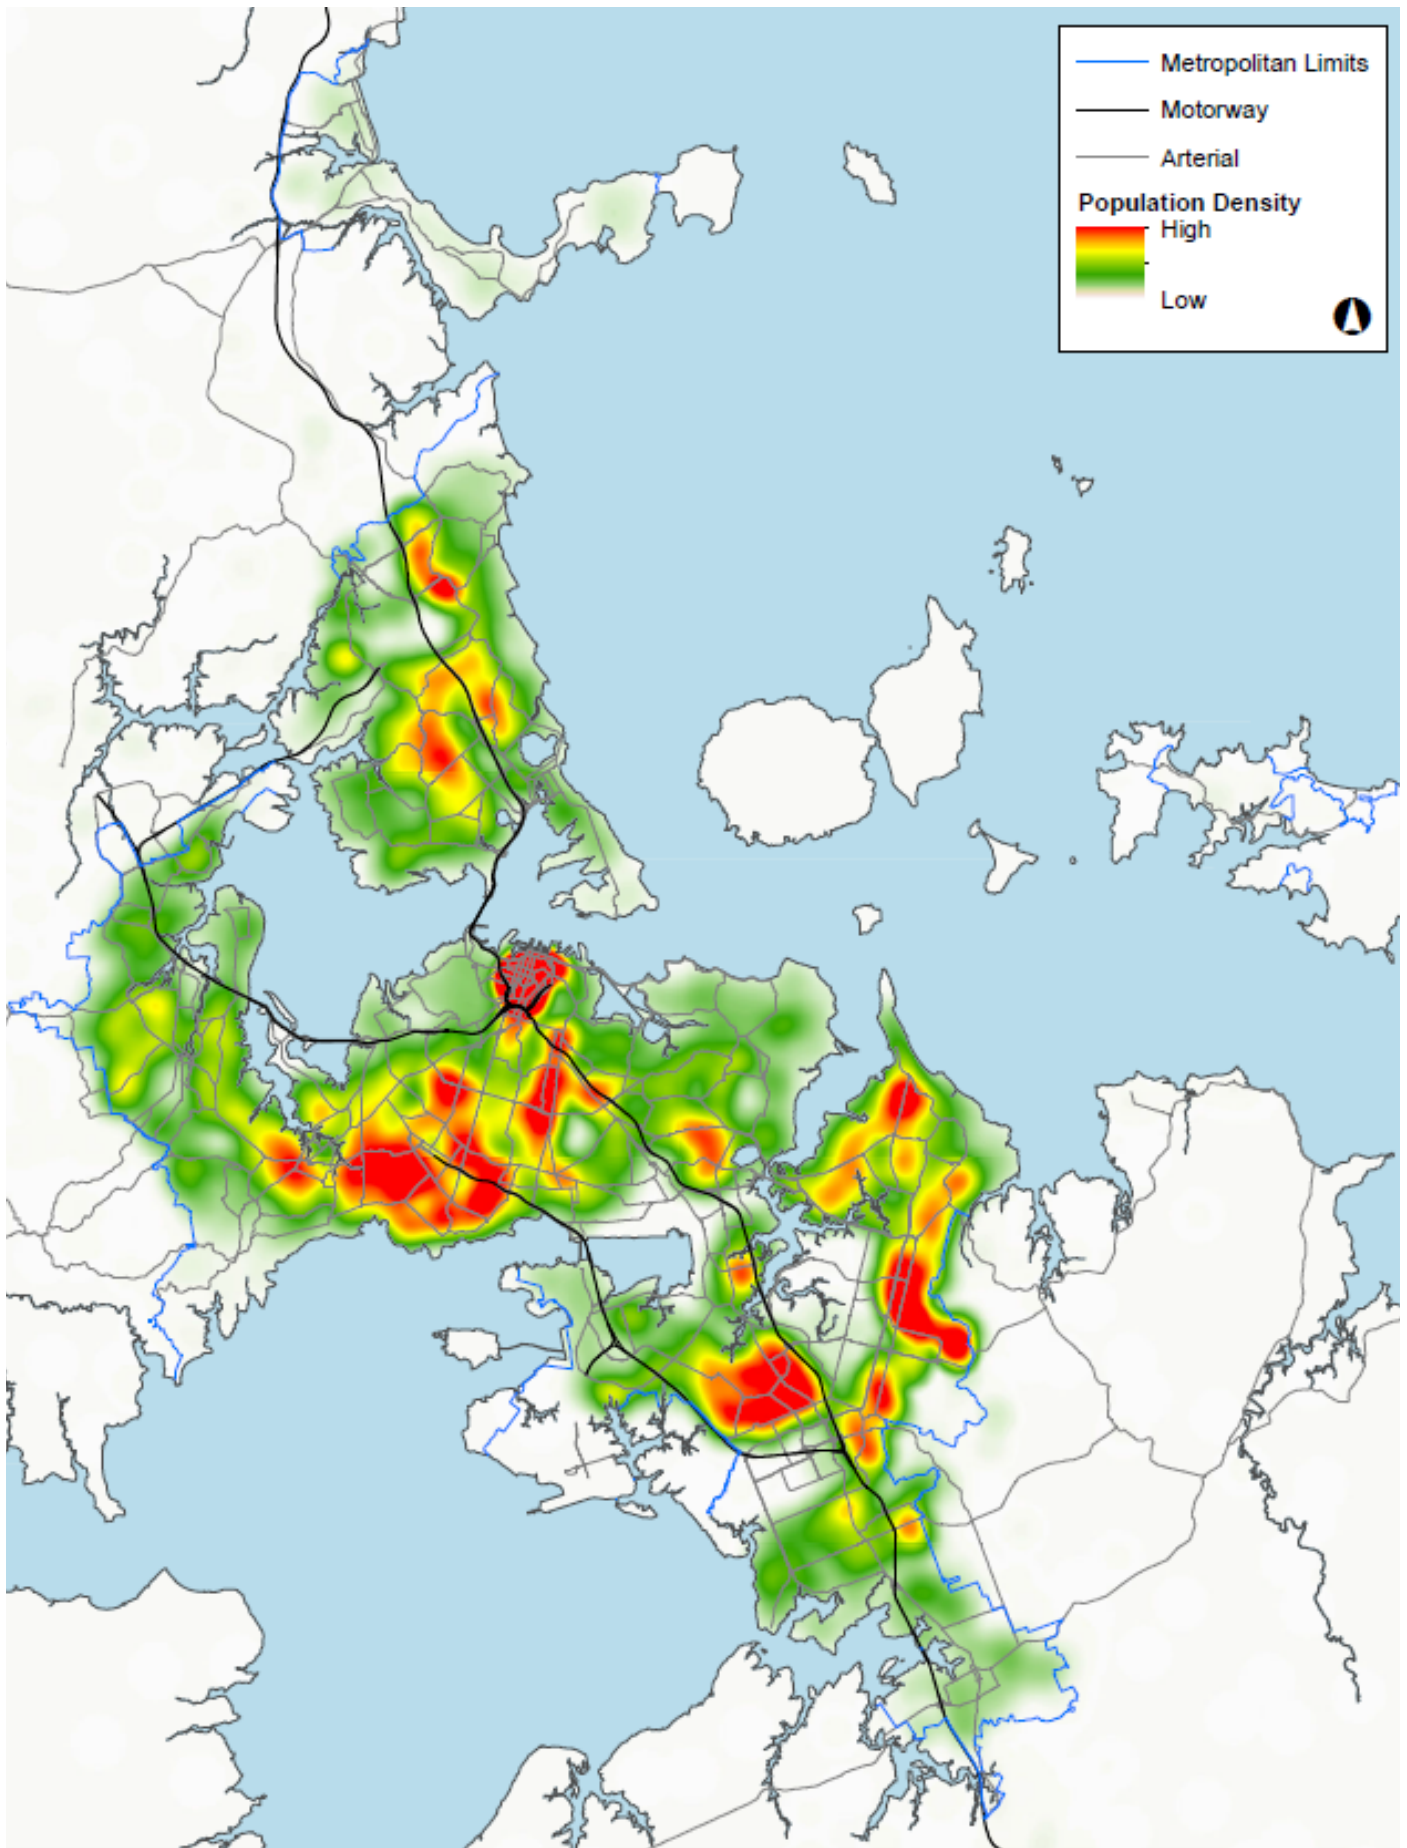 Metropolitan Limits
Motorway
Arterial
Population Density
High
Low